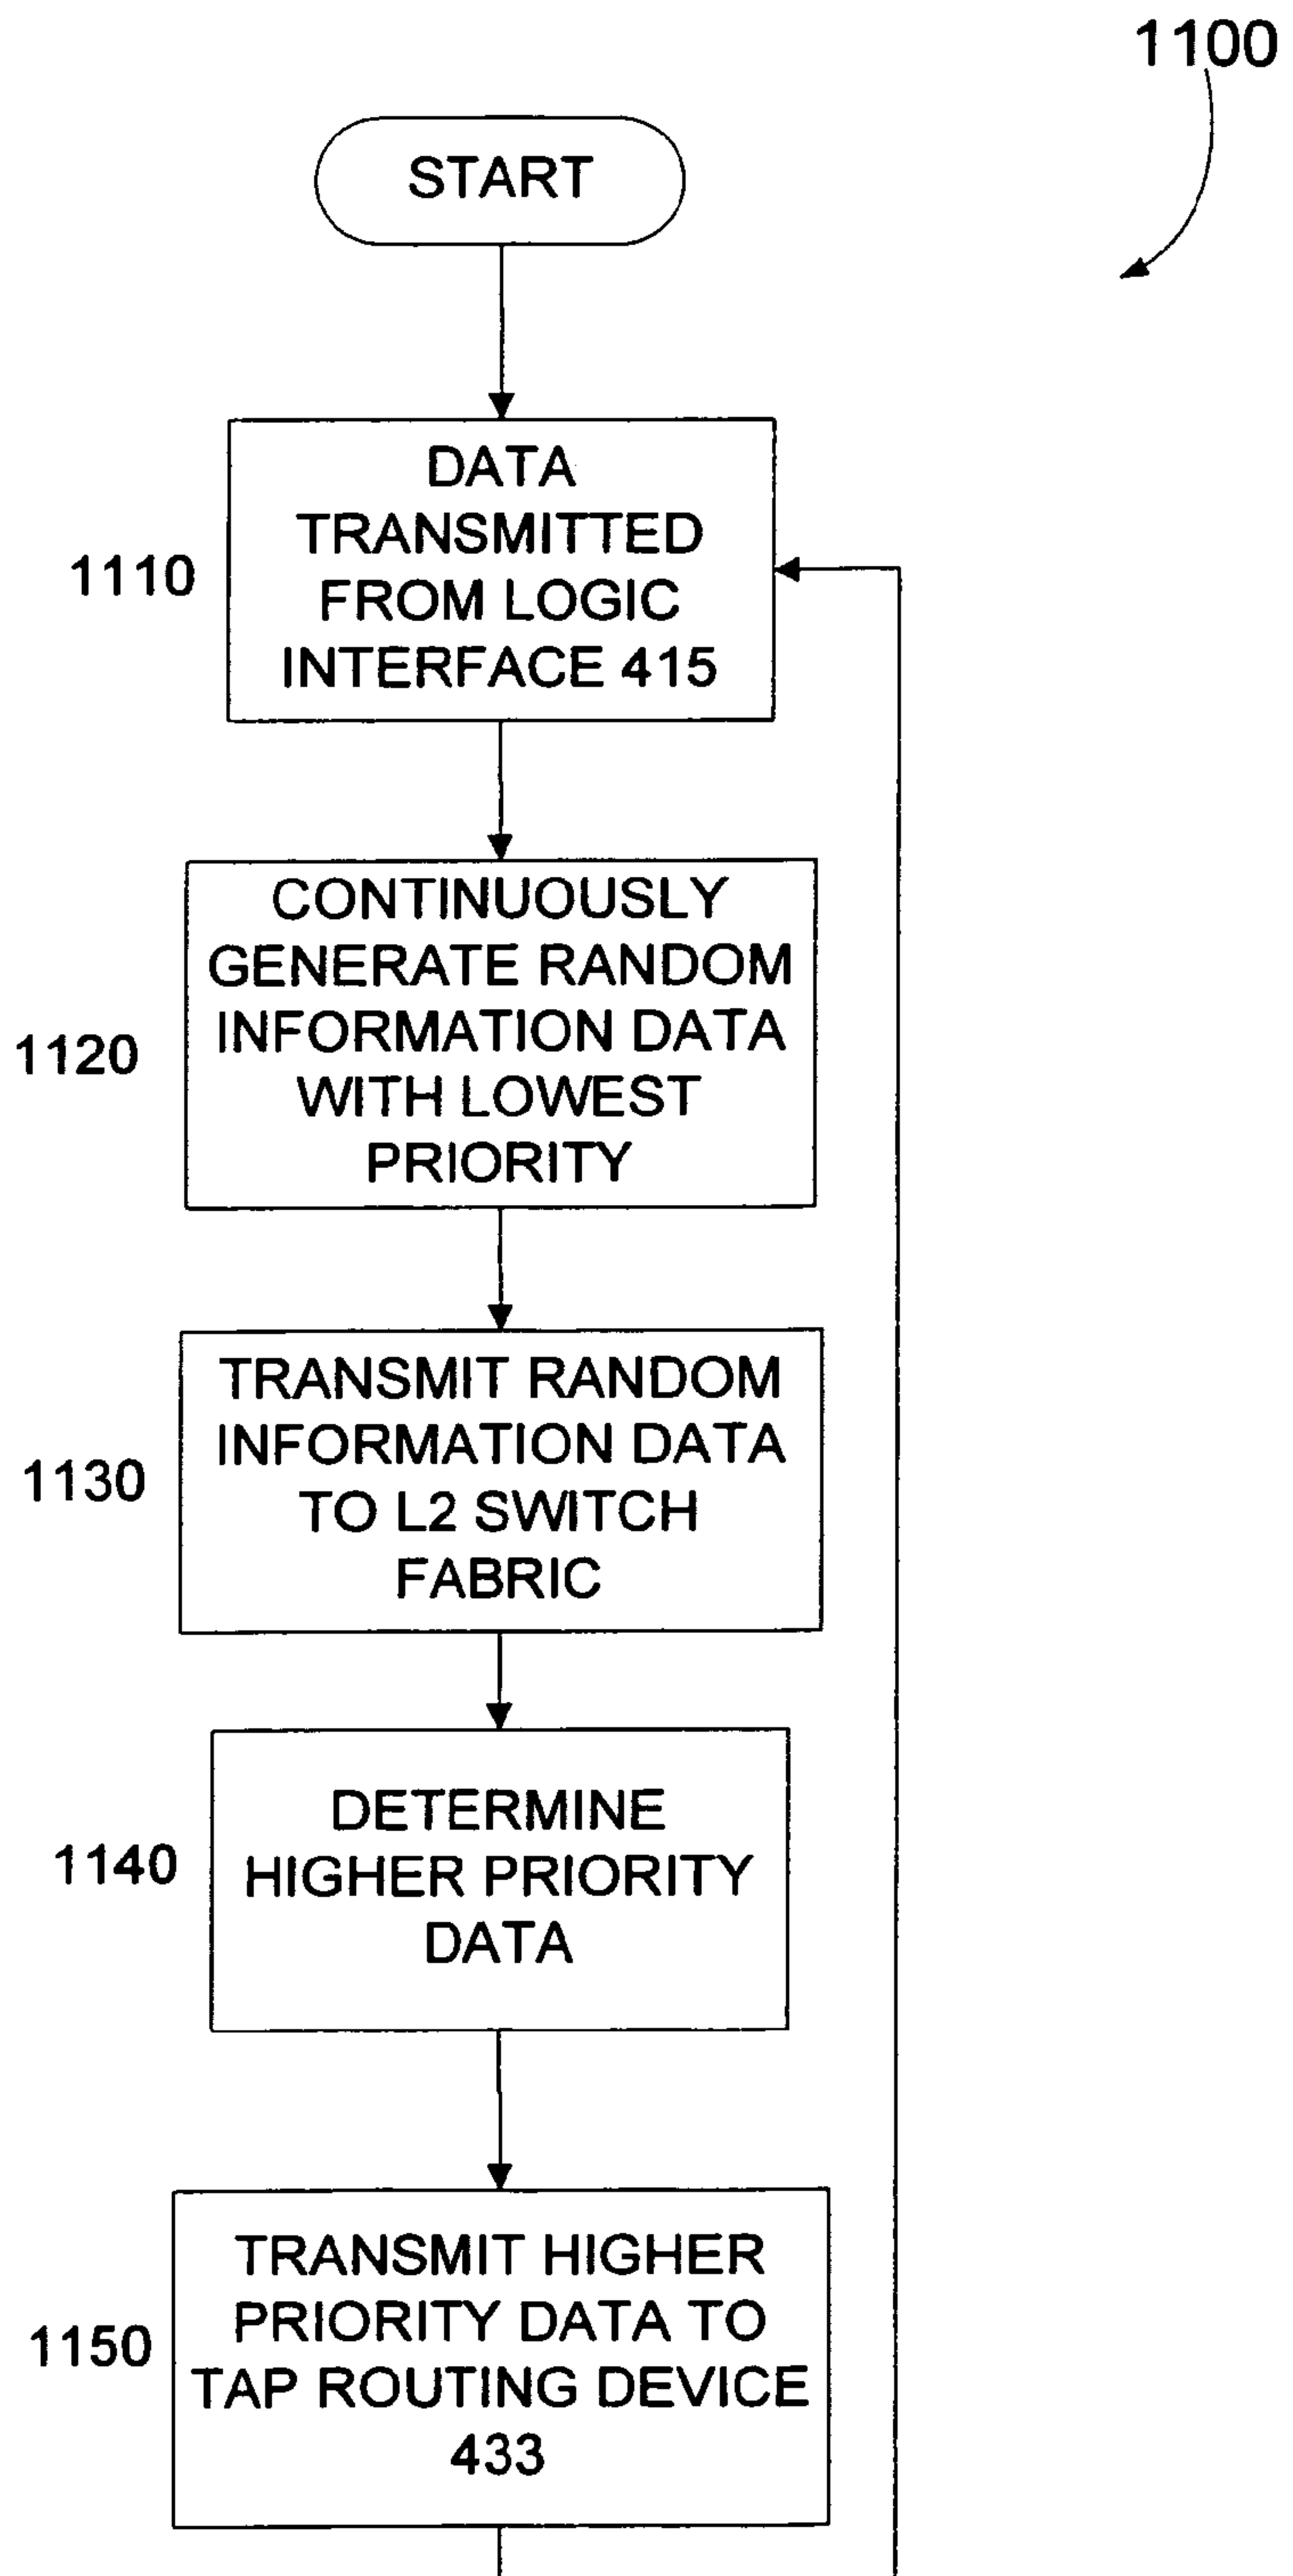 1100
START
1110
DATA
TRANSMITTED
FROM LOGIC
INTERFACE 415
1120
CONTINUOUSLY
GENERATE RANDOM
INFORMATION DATA
WITH LOWEST
PRIORITY
1130
TRANSMIT RANDOM
INFORMATION DATA
TO L2 SWITCH
FABRIC
1140
DETERMINE
HIGHER PRIORITY
DATA
1150
TRANSMIT HIGHER
PRIORITY DATA TO
TAP ROUTING DEVICE
433